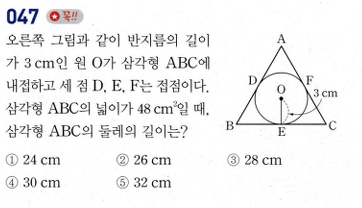 047 꼭!!
오른쪽 그림과 같이 반지름의 길이
가 3 cm인 원 O가 삼각형 ABC에
내접하고 세 점 D, E, F는 접점이다.
삼각형 ABC의 넓이가 48 cm²일 때,
삼각형 ABC의 둘레의 길이는?
A
D
F
O
3 cm
B
E
C
① 24 cm ② 26 cm ③ 28 cm
④ 30 cm ⑤ 32 cm